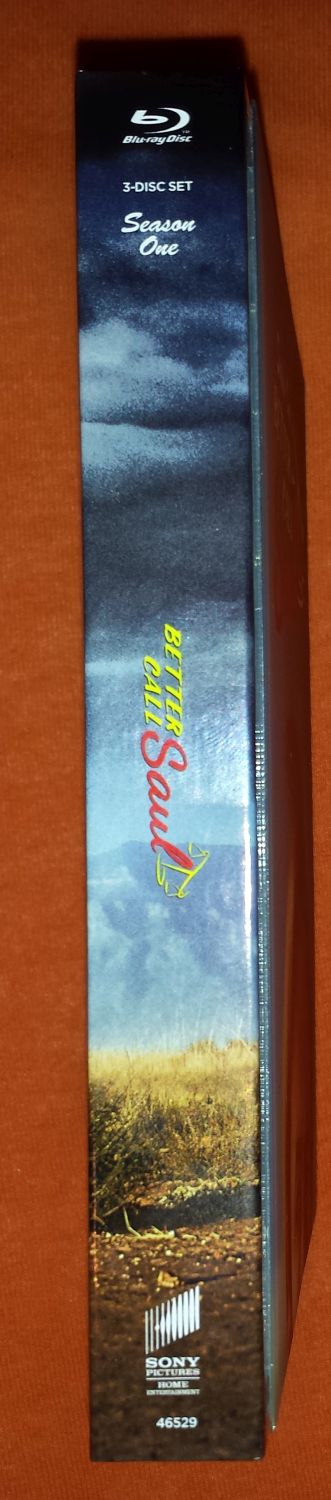 Blu-ray Disc
3-DISC SET
Season
One
BETTER
CALL
Saul
SONY
PICTURES
HOME
ENTERTAINMENT
46529